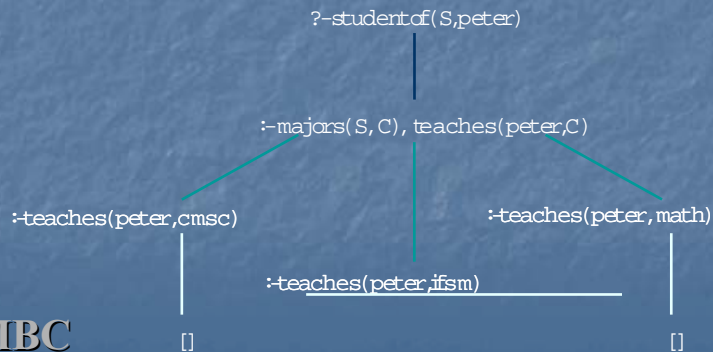 ?-studentof(S,peter)
:-majors(S,C), teaches(peter,C)
:-teaches(peter,cmsc)
:-teaches(peter,math)
:-teaches(peter,ifsm)
IBC
[]
[]